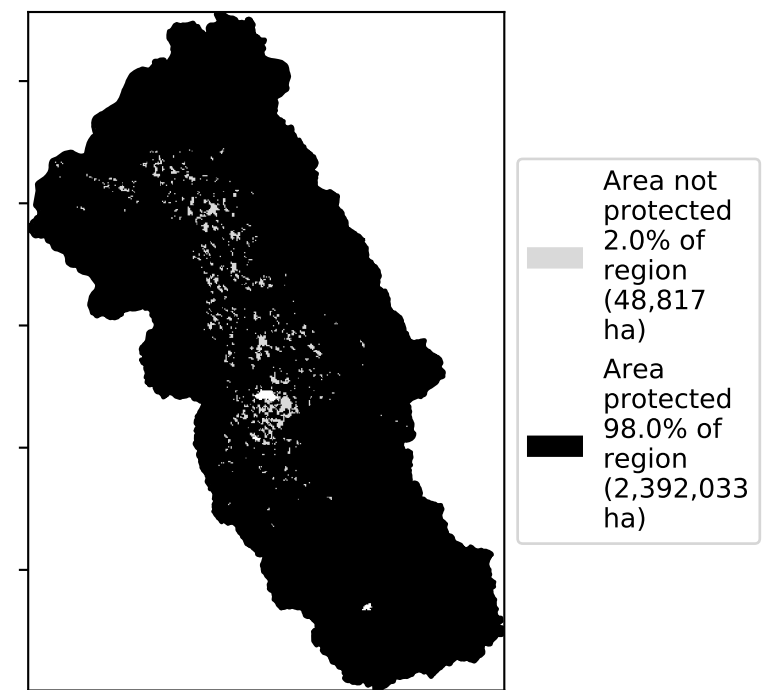 Area not
protected
2.0% of
region
(48,817
ha)
Area
protected
98.0% of
region
(2,392,033
ha)